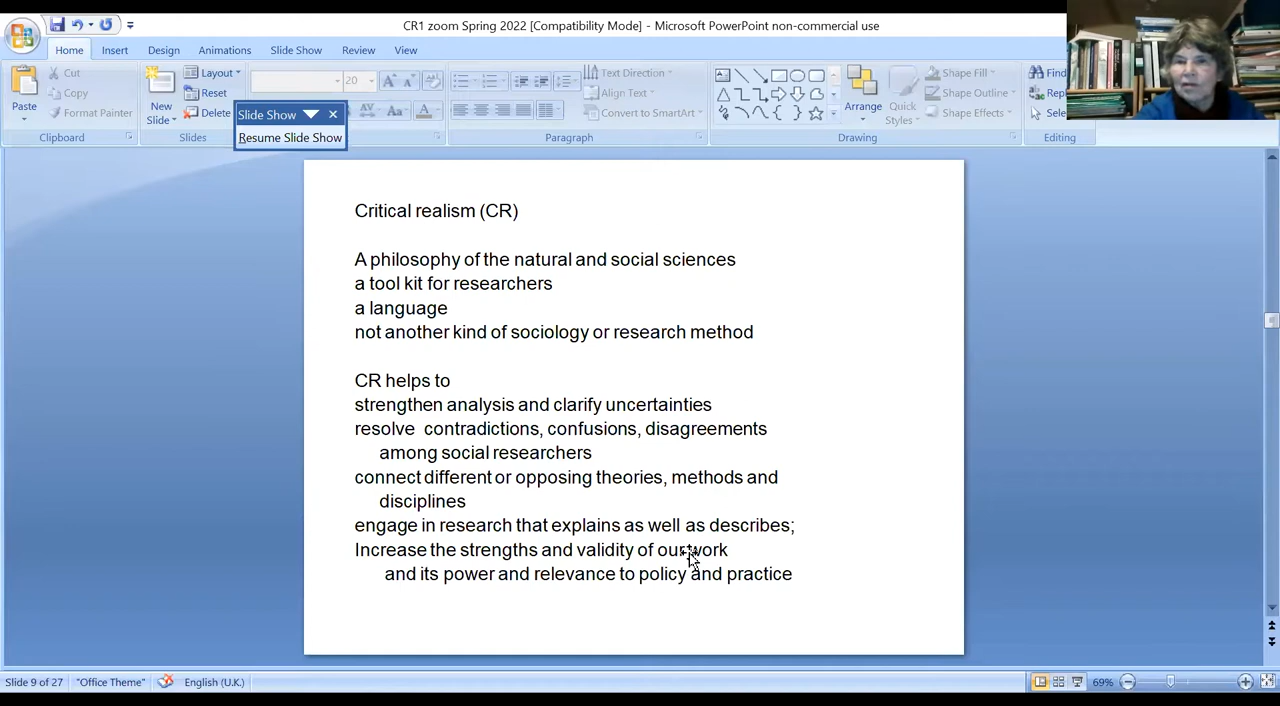 CR1 zoom Spring 2022 [Compatibility Mode] - Microsoft PowerPoint non-commercial use
Home Insert Design Animations Slide Show Review View
Paste
Cut
Copy
Format Painter
Clipboard
New
Slide
Layout
Reset
Delete
Slides
Slide Show
Resume Slide Show
20
Aa
A
Text Direction
Align Text
Convert to SmartArt
Paragraph
Arrange
Quick
Styles
Shape Fill
Shape Outline
Shape Effects
Drawing
Editing
Critical realism (CR)
A philosophy of the natural and social sciences
a tool kit for researchers
a language
not another kind of sociology or research method
CR helps to
strengthen analysis and clarify uncertainties
resolve contradictions, confusions, disagreements
among social researchers
connect different or opposing theories, methods and
disciplines
engage in research that explains as well as describes;
Increase the strengths and validity of our work
and its power and relevance to policy and practice
Slide 9 of 27 "Office Theme" English (U.K.) 69%